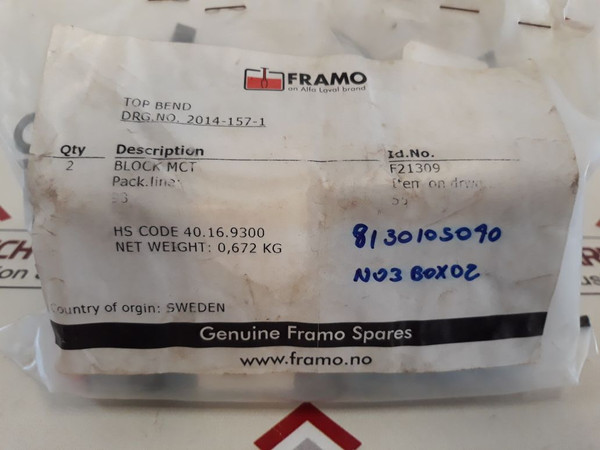 FRAMO
an Alfa Laval brand
TOP BEND
DRG.NO. 2014-157-1
Qty Description Id.No.
2 BLOCK MCT F21309
Pack.line:
HS CODE 40.16.9300
NET WEIGHT: 0,672 KG
8130105090
NO3 BOX02
Country of orgin: SWEDEN
Genuine Framo Spares
www.framo.no